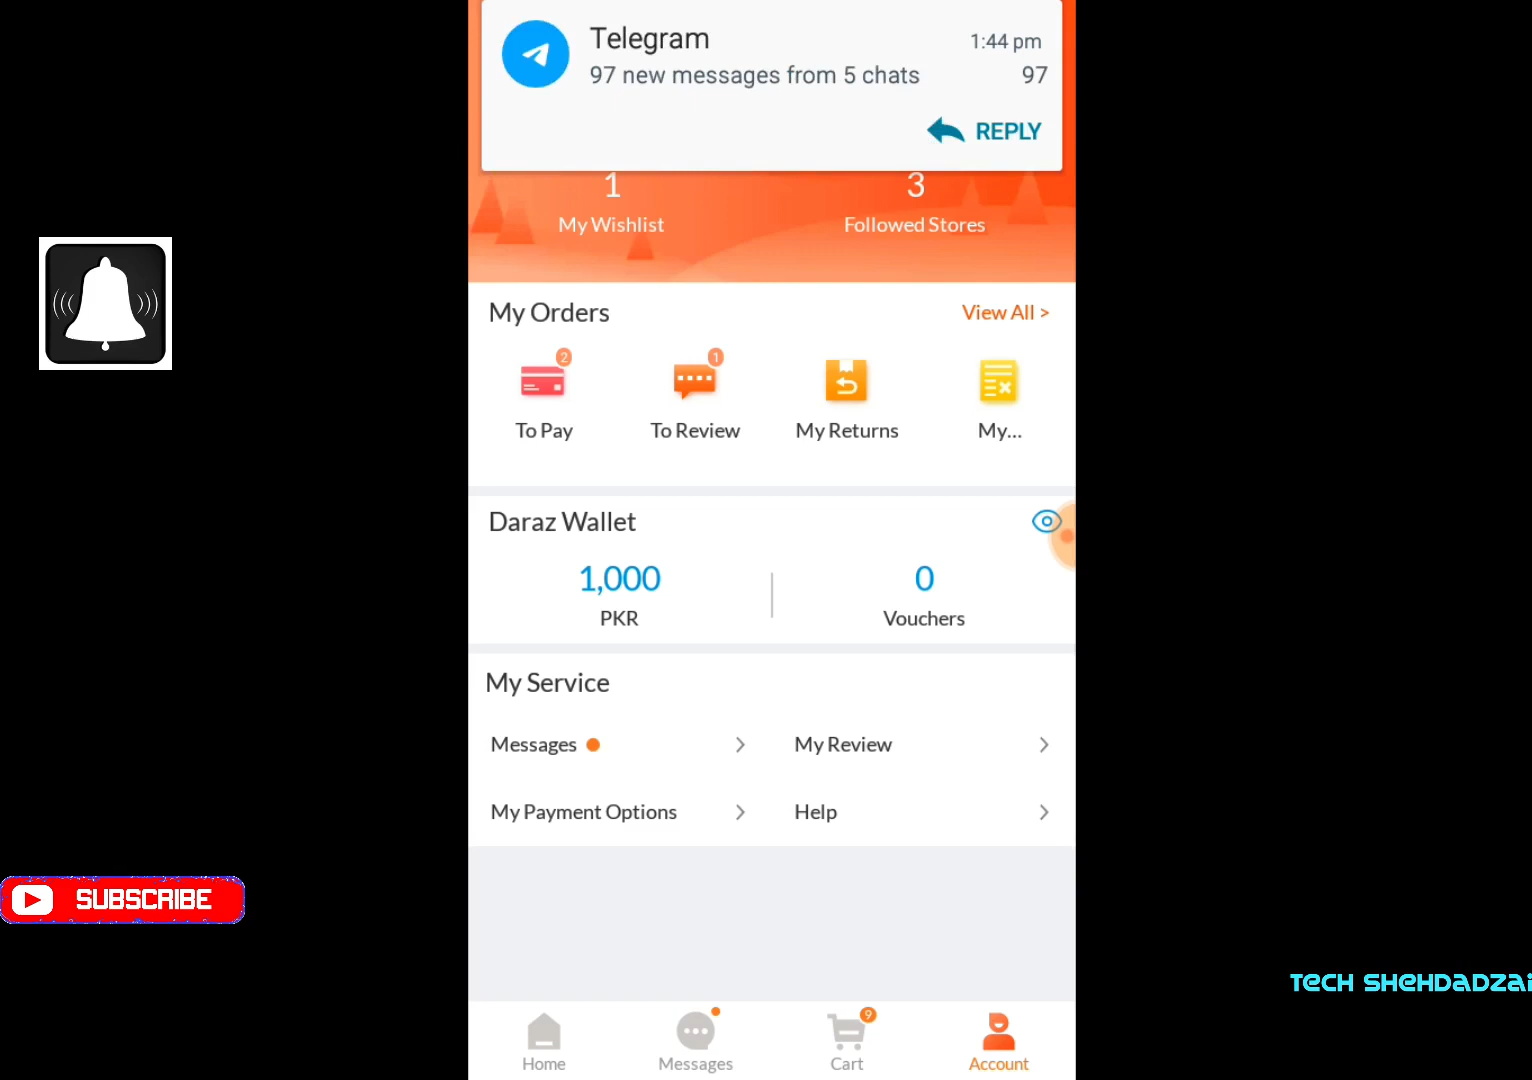 Telegram
1:44 pm
97 new messages from 5 chats
97
REPLY
1
3
My Wishlist
Followed Stores
My Orders
View All >
2
1
To Pay
To Review
My Returns
My...
Daraz Wallet
1,000
0
PKR
Vouchers
My Service
Messages
My Review
My Payment Options
Help
SUBSCRIBE
TECH SHEHDADZAI
9
Home
Messages
Cart
Account